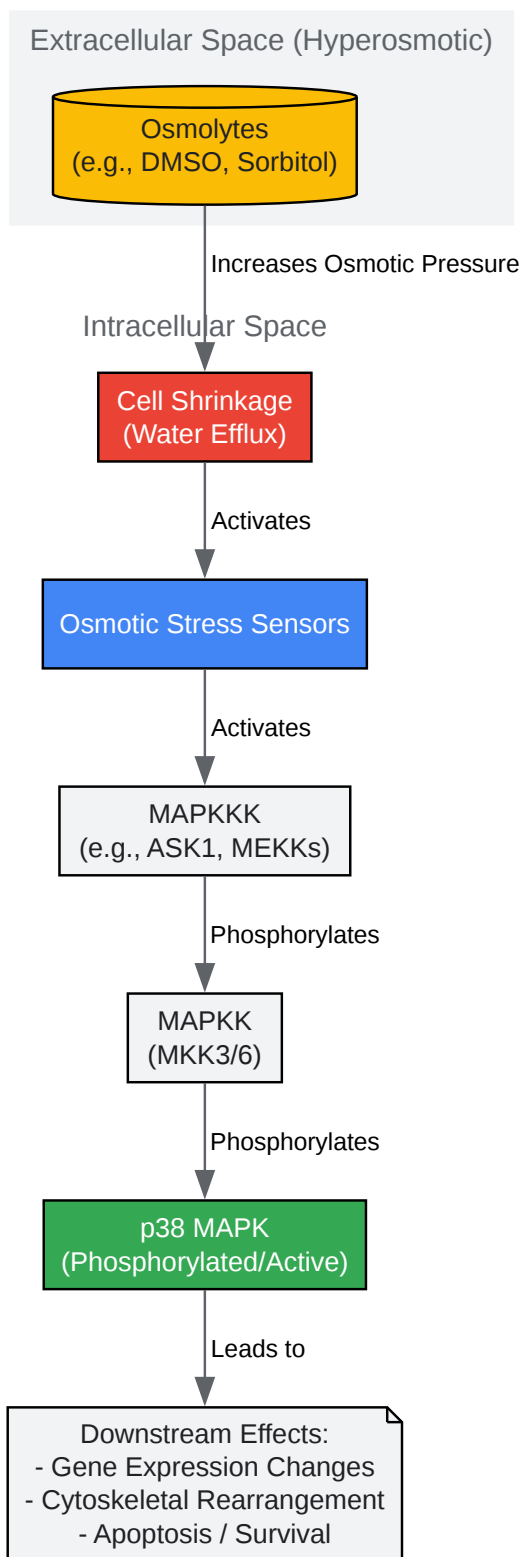 Extracellular Space (Hyperosmotic)
Osmolytes
(e.g., DMSO, Sorbitol)
Increases Osmotic Pressure
Intracellular Space
Cell Shrinkage
(Water Efflux)
Activates
Osmotic Stress Sensors
Activates
MAPKKK
(e.g., ASK1, MEKKs)
Phosphorylates
MAPKK
(MKK3/6)
Phosphorylates
p38 MAPK
(Phosphorylated/Active)
Leads to
Downstream Effects:
- Gene Expression Changes
- Cytoskeletal Rearrangement
- Apoptosis / Survival